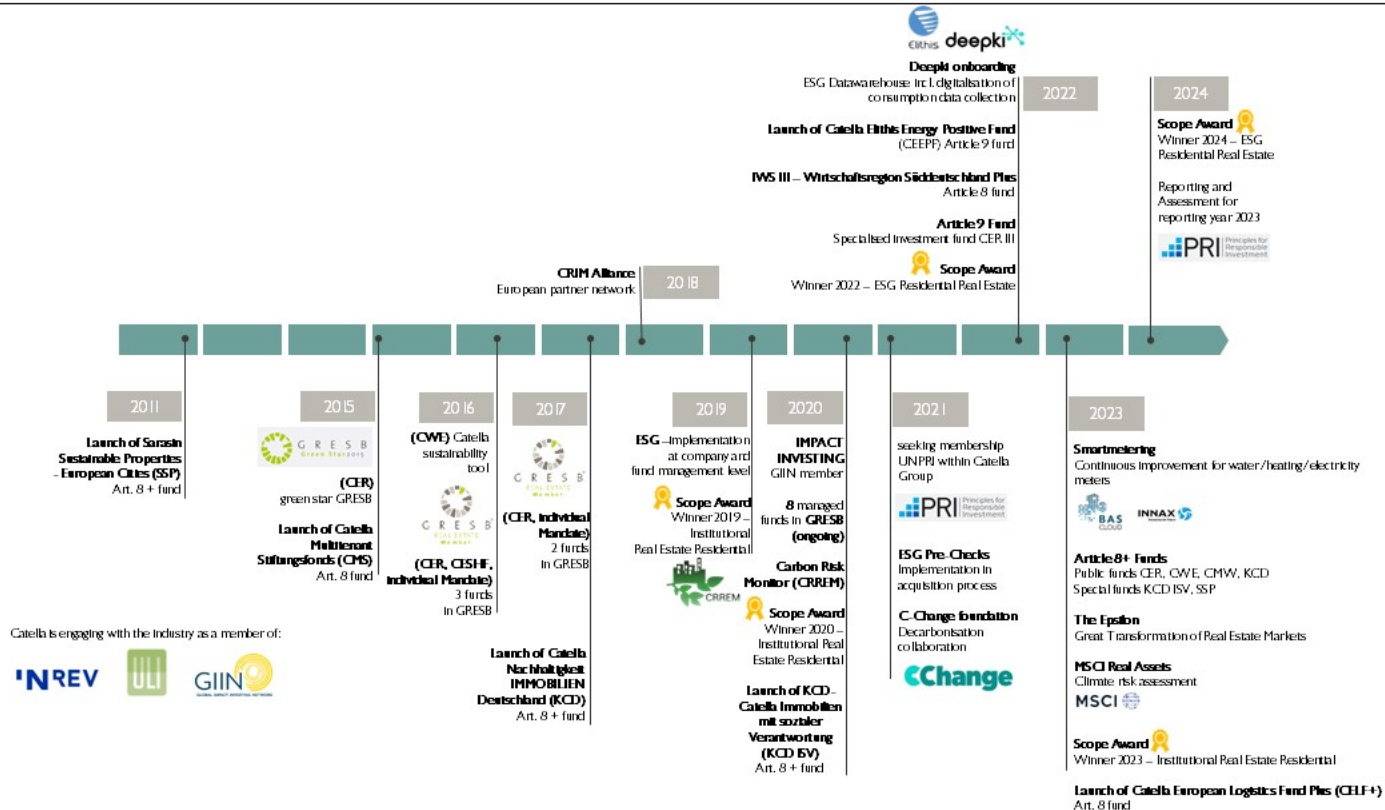 Elithis deepki
Deepki onboarding
ESG Datawarehouse incl. digitalisation of
consumption data collection
Launch of Catella Elithis Energy Positive Fund
(CEEPF) Article 9 fund
IWS III – Wirtschaftsregion Süddeutschland Plus
Article 8 fund
Article 9 Fund
Specialised investment fund CER III
Scope Award
Winner 2022 – ESG Residential Real Estate
2022
2024
Scope Award
Winner 2024 – ESG
Residential Real Estate
Reporting and
Assessment for
reporting year 2023
PRI Principles for
Responsible
Investment
CRIM Alliance
European partner network
2018
2011
Launch of Sarasin
Sustainable Properties
- European Cities (SSP)
Art. 8 + fund
2015
GRESB
Green Star 2015
(CER)
green star GRESB
Launch of Catella
Multitenant
Stiftungsfonds (CMS)
Art. 8 fund
2016
(CWE) Catella
sustainability
tool
GRESB
REAL ESTATE
Member
(CER, CESHF,
Individual Mandate)
3 funds
in GRESB
2017
GRESB
REAL ESTATE
Member
(CER, individual
Mandate)
2 funds
in GRESB
Launch of Catella
Nachhaltigkeit
IMMOBILIEN
Deutschland (KCD)
Art. 8 + fund
2019
ESG –Implementation
at company and
fund management level
Scope Award
Winner 2019 –
Institutional
Real Estate Residential
CRREM
2020
IMPACT
INVESTING
GIIN member
8 managed
funds in GRESB
(ongoing)
Carbon Risk
Monitor (CRREM)
Scope Award
Winner 2020 –
Institutional Real
Estate Residential
Launch of KCD –
Catella Immobilien
mit sozialer
Verantwortung
(KCD ISV)
Art. 8 + fund
2021
seeking membership
UNPRI within Catella
Group
PRI Principles for
Responsible
Investment
ESG Pre-Checks
Implementation in
acquisition process
C-Change foundation
Decarbonisation
collaboration
CChange
2023
Smartmetering
Continuous improvement for water/heating/electricity
meters
BAS
CLOUD
INNAX
Article 8+ Funds
Public funds CER, CWE, CMW, KCD
Special funds KCD ISV, SSP
The Epsilon
Great Transformation of Real Estate Markets
MSCI Real Assets
Climate risk assessment
MSCI
Scope Award
Winner 2023 – Institutional Real Estate Residential
Launch of Catella European Logistics Fund Plus (CELF+)
Art. 8 fund
Catella is engaging with the industry as a member of:
INREV
ULI
GIIN
GLOBAL IMPACT INVESTING NETWORK